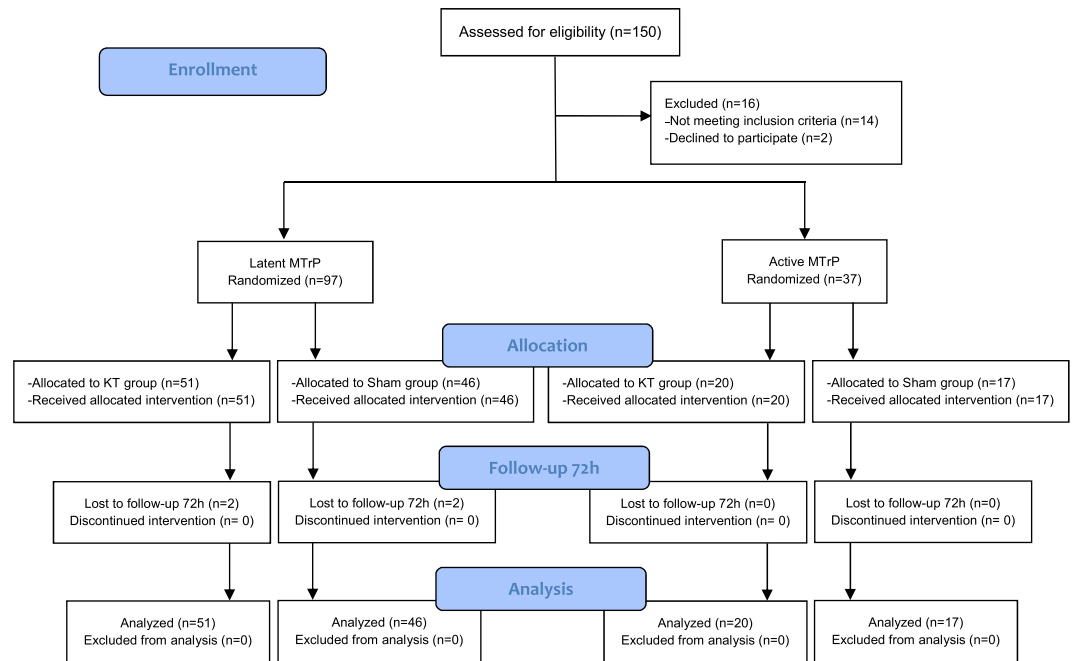 Assessed for eligibility (n=150)
Enrollment
Excluded (n=16)
-Not meeting inclusion criteria (n=14)
-Declined to participate (n=2)
Latent MTrP
Randomized (n=97)
Active MTrP
Randomized (n=37)
Allocation
-Allocated to KT group (n=51)
-Received allocated intervention (n=51)
-Allocated to Sham group (n=46)
-Received allocated intervention (n=46)
-Allocated to KT group (n=20)
-Received allocated intervention (n=20)
-Allocated to Sham group (n=17)
-Received allocated intervention (n=17)
Follow-up 72h
Lost to follow-up 72h (n=2)
Discontinued intervention (n= 0)
Lost to follow-up 72h (n=2)
Discontinued intervention (n= 0)
Lost to follow-up 72h (n=0)
Discontinued intervention (n= 0)
Lost to follow-up 72h (n=0)
Discontinued intervention (n= 0)
Analysis
Analyzed (n=51)
Excluded from analysis (n=0)
Analyzed (n=46)
Excluded from analysis (n=0)
Analyzed (n=20)
Excluded from analysis (n=0)
Analyzed (n=17)
Excluded from analysis (n=0)